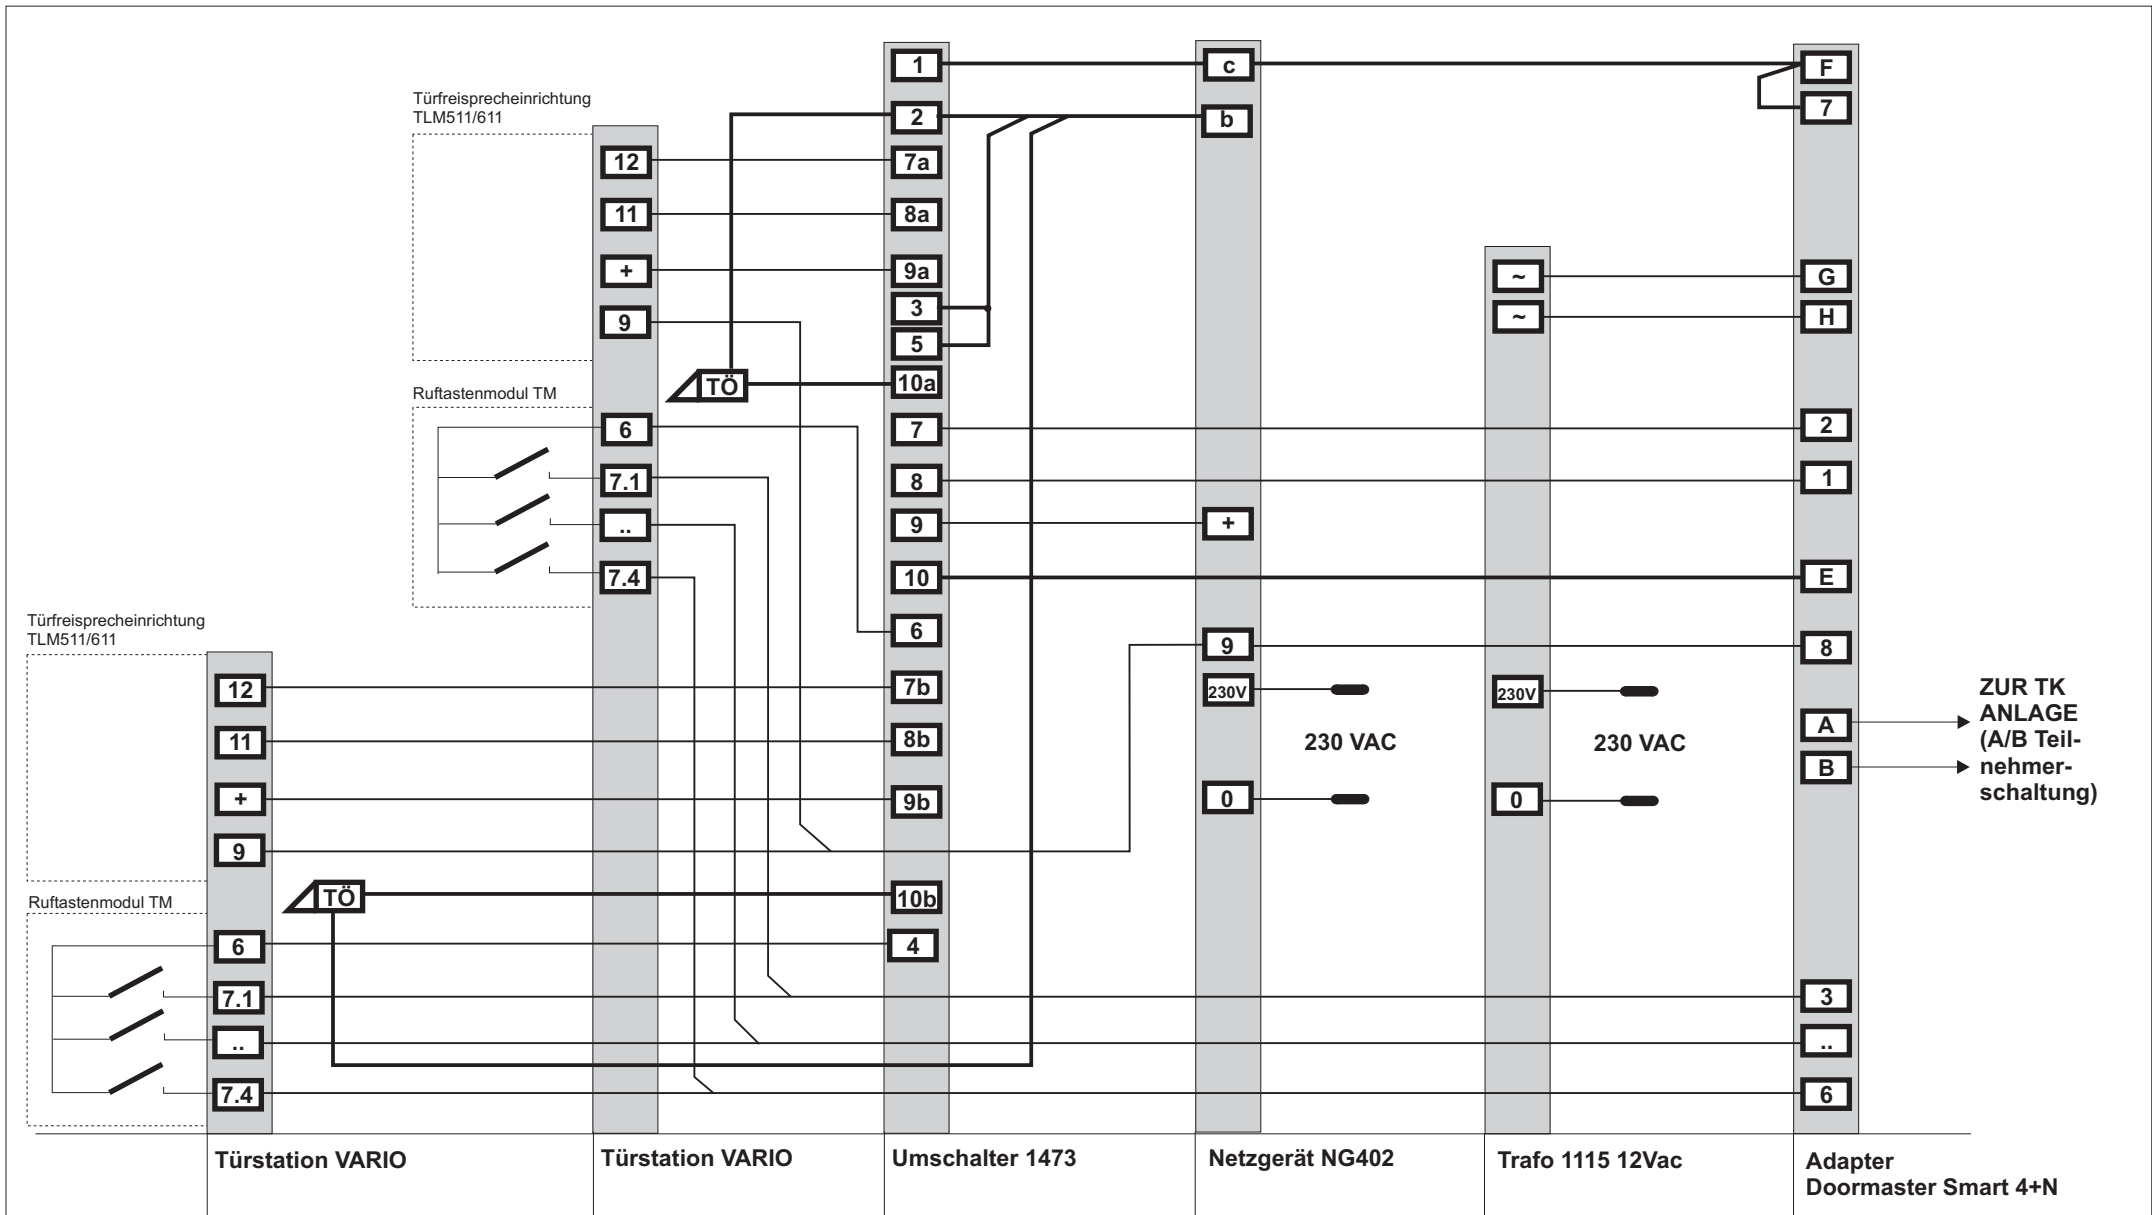 Türfreisprecheinrichtung
TLM511/611
12
11
+
9
Ruftastenmodul TM
6
7.1
..
7.4
TÖ
Türfreisprecheinrichtung
TLM511/611
12
11
+
9
Ruftastenmodul TM
6
7.1
..
7.4
TÖ
1
2
7a
8a
9a
3
5
10a
7
8
9
10
6
7b
8b
9b
10b
4
c
b
+
9
230V
230 VAC
0
~
~
230V
230 VAC
0
F
7
G
H
2
1
E
8
A
B
3
..
6
ZUR TK
ANLAGE
(A/B Teil-
nehmer-
schaltung)
Türstation VARIO
Türstation VARIO
Umschalter 1473
Netzgerät NG402
Trafo 1115 12Vac
Adapter
Doormaster Smart 4+N